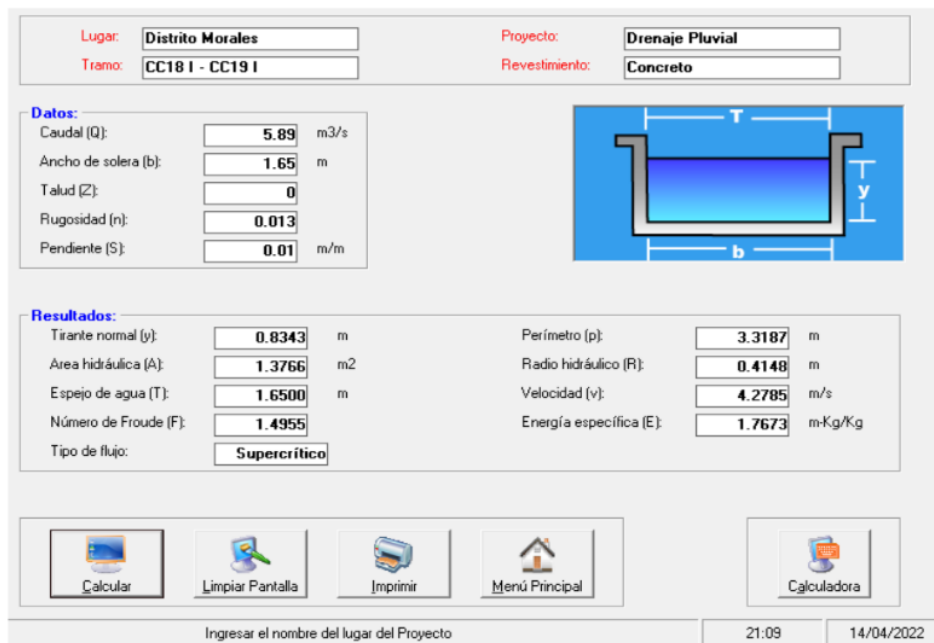 Lugar: Distrito Morales Proyecto: Drenaje Pluvial
Tramo: CC18 I - CC19 I Revestimiento: Concreto
Datos:
Caudal (Q): 5.89 m3/s
Ancho de solera (b): 1.65 m
Talud (Z): 0
Rugosidad (n): 0.013
Pendiente (S): 0.01 m/m
T
y
b
Resultados:
Tirante normal (y): 0.8343 m Perímetro (p): 3.3187 m
Area hidráulica (A): 1.3766 m2 Radio hidráulico (R): 0.4148 m
Espejo de agua (T): 1.6500 m Velocidad (v): 4.2785 m/s
Número de Froude (F): 1.4955 Energía específica (E): 1.7673 m-Kg/Kg
Tipo de flujo: Supercrítico
Calcular Limpiar Pantalla Imprimir Menú Principal Calculadora
Ingresar el nombre del lugar del Proyecto 21:09 14/04/2022